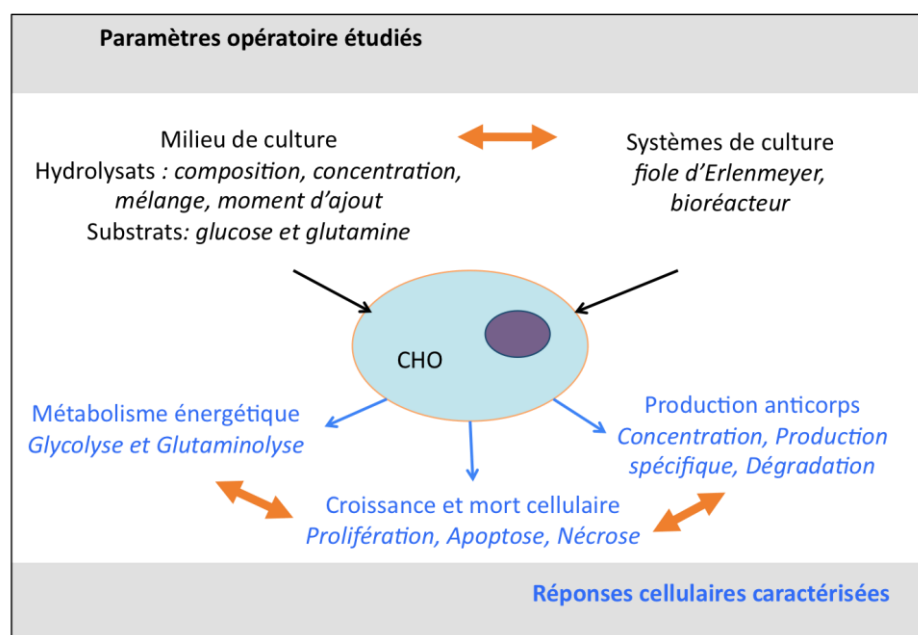 Paramètres opératoire étudiés
Milieu de culture
Hydrolysats : composition, concentration,
mélange, moment d'ajout
Substrats: glucose et glutamine
Systèmes de culture
fiole d'Erlenmeyer,
bioréacteur
CHO
Métabolisme énergétique
Glycolyse et Glutaminolyse
Croissance et mort cellulaire
Prolifération, Apoptose, Nécrose
Production anticorps
Concentration, Production
spécifique, Dégradation
Réponses cellulaires caractérisées